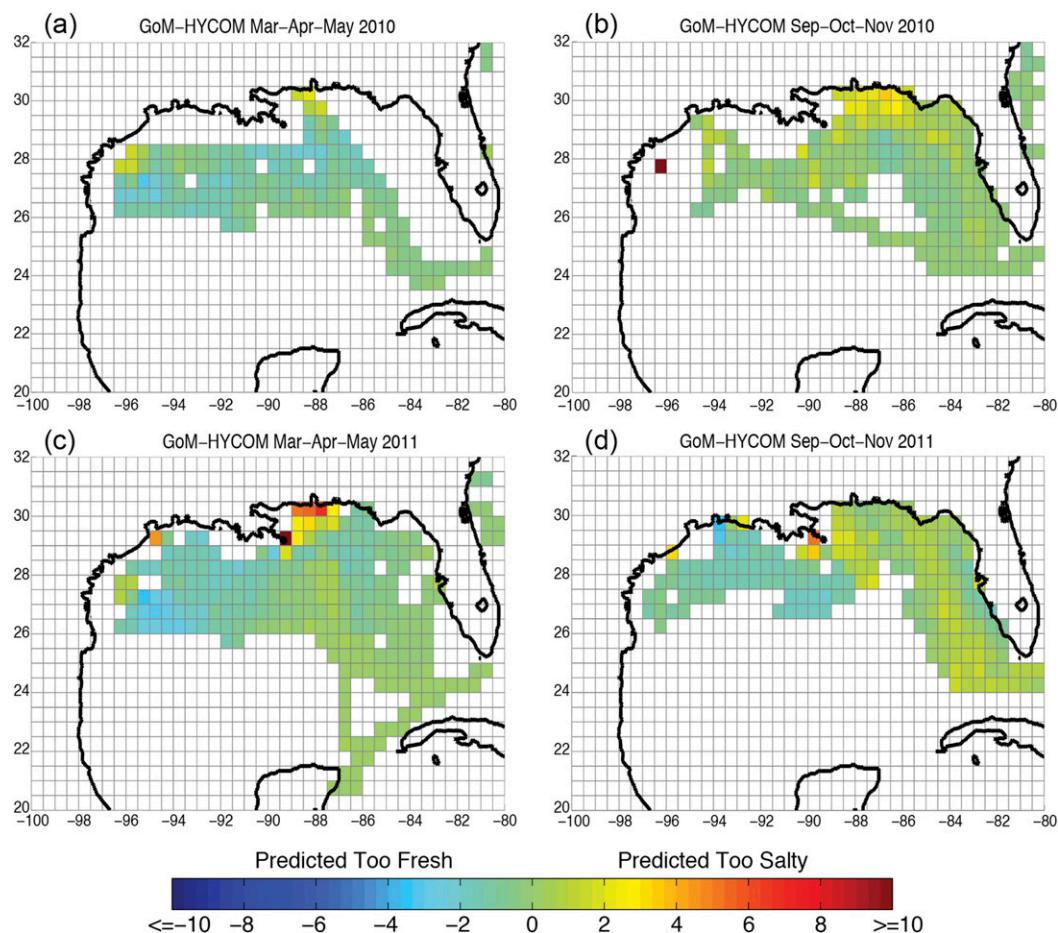 (a) GoM-HYCOM Mar-Apr-May 2010
32
30
28
26
24
22
20
-100 -98 -96 -94 -92 -90 -88 -86 -84 -82 -80
(b) GoM-HYCOM Sep-Oct-Nov 2010
32
30
28
26
24
22
20
-100 -98 -96 -94 -92 -90 -88 -86 -84 -82 -80
(c) GoM-HYCOM Mar-Apr-May 2011
32
30
28
26
24
22
20
-100 -98 -96 -94 -92 -90 -88 -86 -84 -82 -80
(d) GoM-HYCOM Sep-Oct-Nov 2011
32
30
28
26
24
22
20
-100 -98 -96 -94 -92 -90 -88 -86 -84 -82 -80
Predicted Too Fresh Predicted Too Salty
<=-10 -8 -6 -4 -2 0 2 4 6 8 >=10